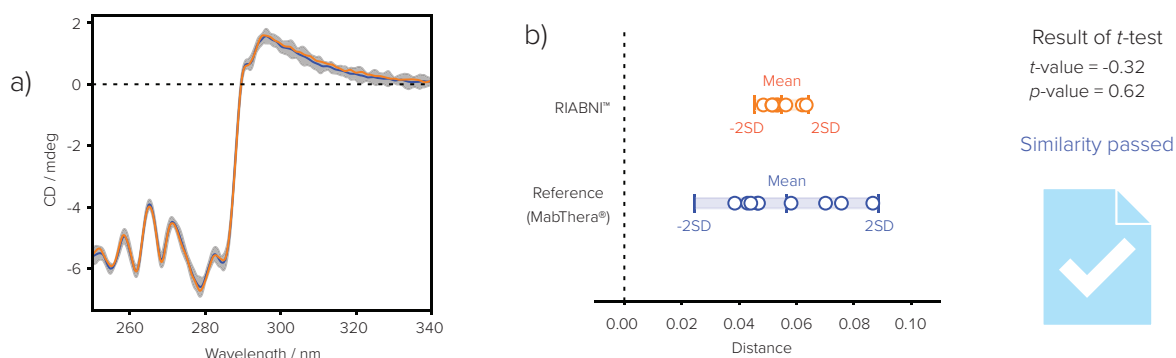 a)
2
0
-2
-4
-6
CD / mdeg
260
280
300
320
340
Wavelength / nm
b)
RIABNI™
Mean
-2SD
2SD
Reference
(MabThera®)
Mean
-2SD
2SD
0.00
0.02
0.04
0.06
0.08
0.10
Distance
Result of t-test
t-value = -0.32
p-value = 0.62
Similarity passed